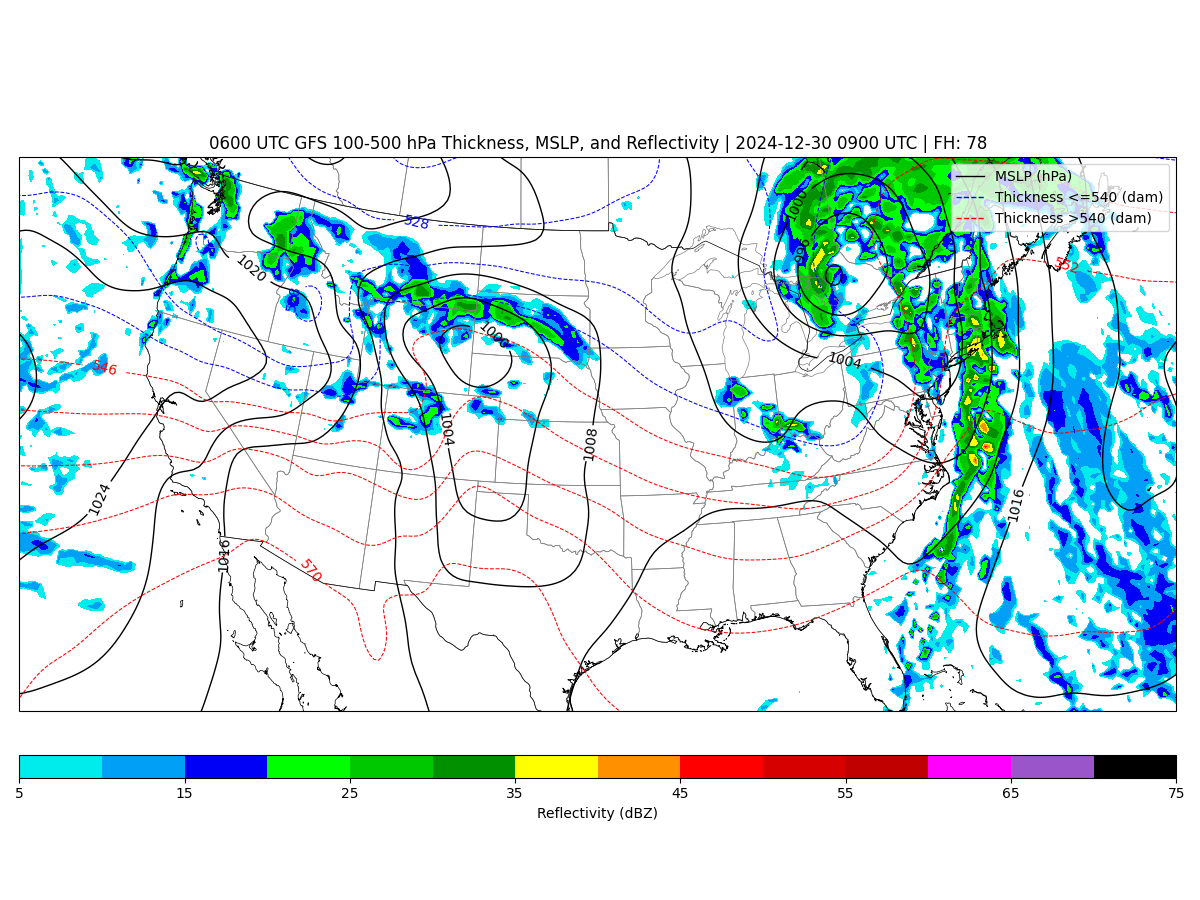 0600 UTC GFS 100-500 hPa Thickness, MSLP, and Reflectivity | 2024-12-30 0900 UTC | FH: 78
MSLP (hPa)
Thickness <=540 (dam)
Thickness >540 (dam)
528
1020
1000
552
1000
1004
546
1004
1008
1024
1016
1016
570
5 15 25 35 45 55 65 75
Reflectivity (dBZ)